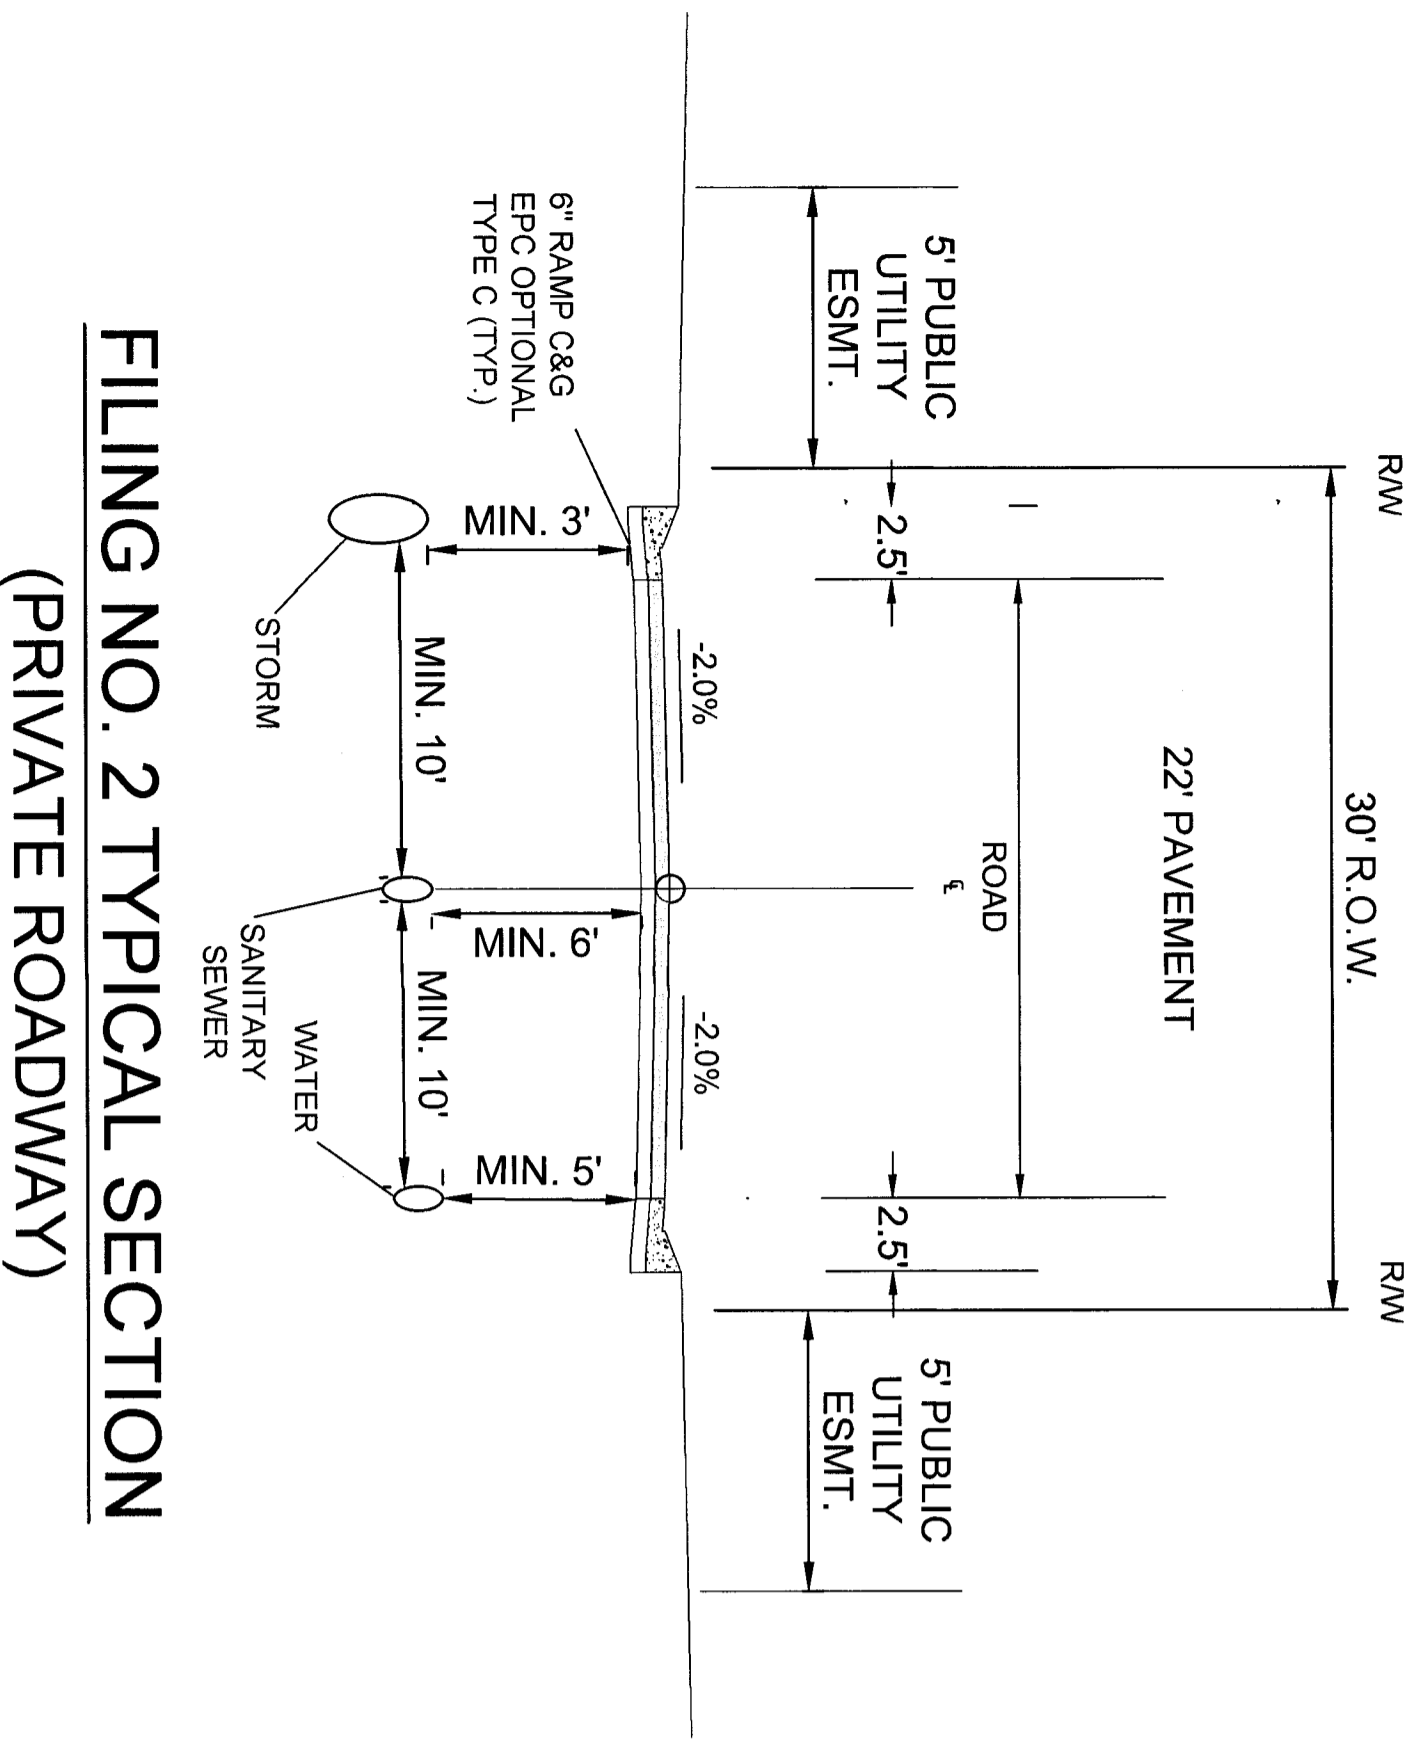 R/W
R/W
30' R.O.W.
22' PAVEMENT
5' PUBLIC
UTILITY
ESMT.
2.5'
ROAD
℄
2.5'
5' PUBLIC
UTILITY
ESMT.
-2.0%
-2.0%
6" RAMP C&G
EPC OPTIONAL
TYPE C (TYP.)
MIN. 3'
MIN. 6'
MIN. 5'
MIN. 10'
MIN. 10'
STORM
SANITARY
SEWER
WATER
FILING NO. 2 TYPICAL SECTION
(PRIVATE ROADWAY)